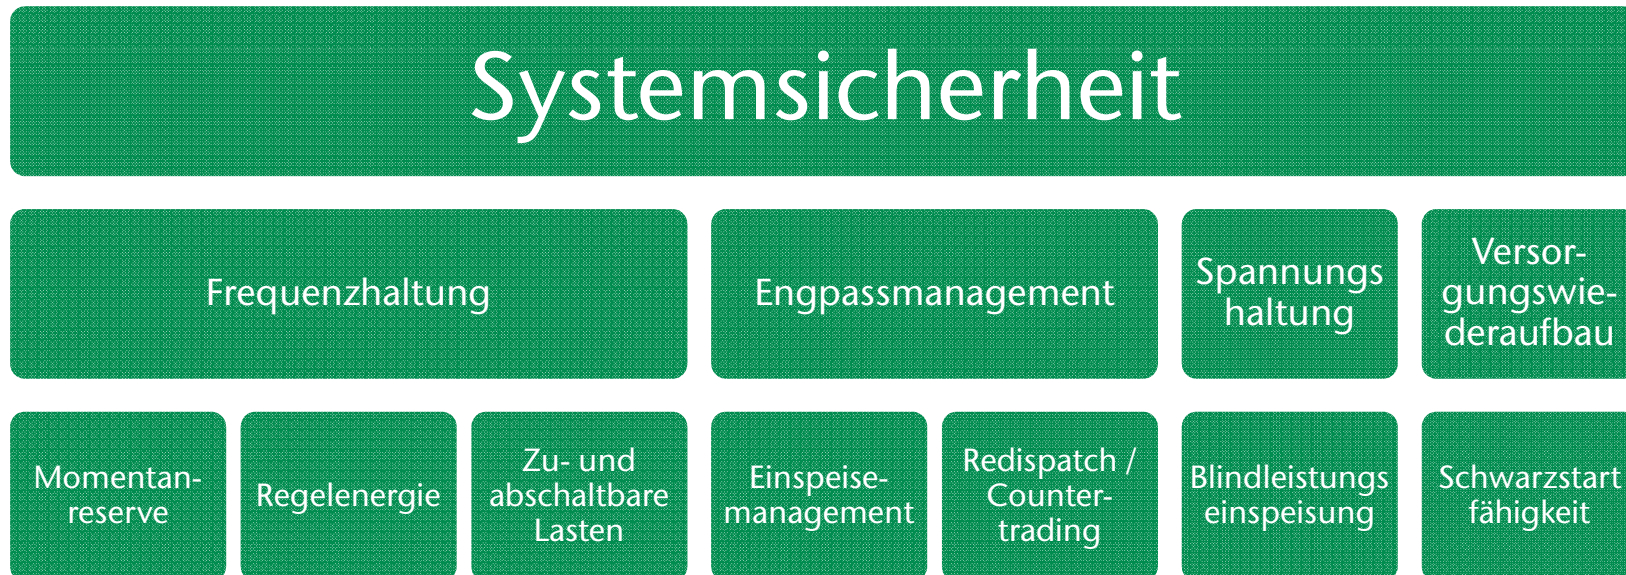 Systemsicherheit
Frequenzhaltung
Engpassmanagement
Spannungs
haltung
Versor-
gungswie-
deraufbau
Momentan-
reserve
Regelenergie
Zu- und
abschaltbare
Lasten
Einspeise-
management
Redispatch /
Counter-
trading
Blindleistungs
einspeisung
Schwarzstart
fähigkeit